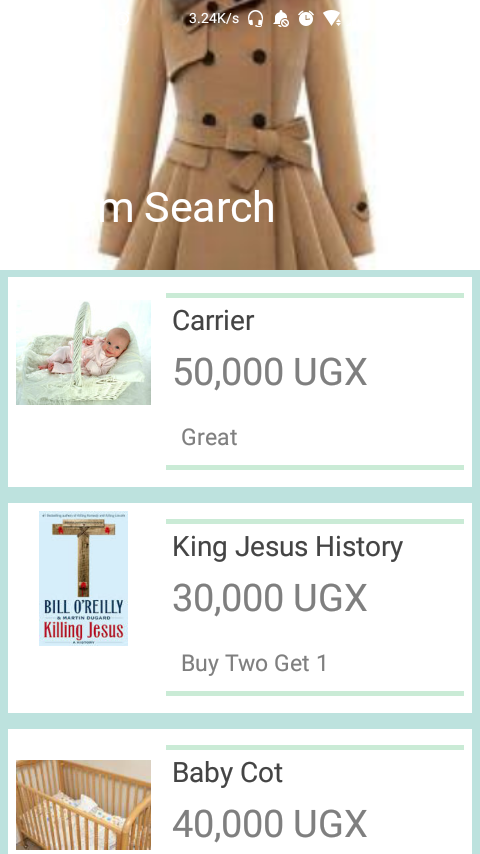 3.24K/s
m Search
Carrier
50,000 UGX
Great
King Jesus History
30,000 UGX
BILL O'REILLY
& MARTIN DUGARD
Killing Jesus
A HISTORY
Buy Two Get 1
Baby Cot
40,000 UGX